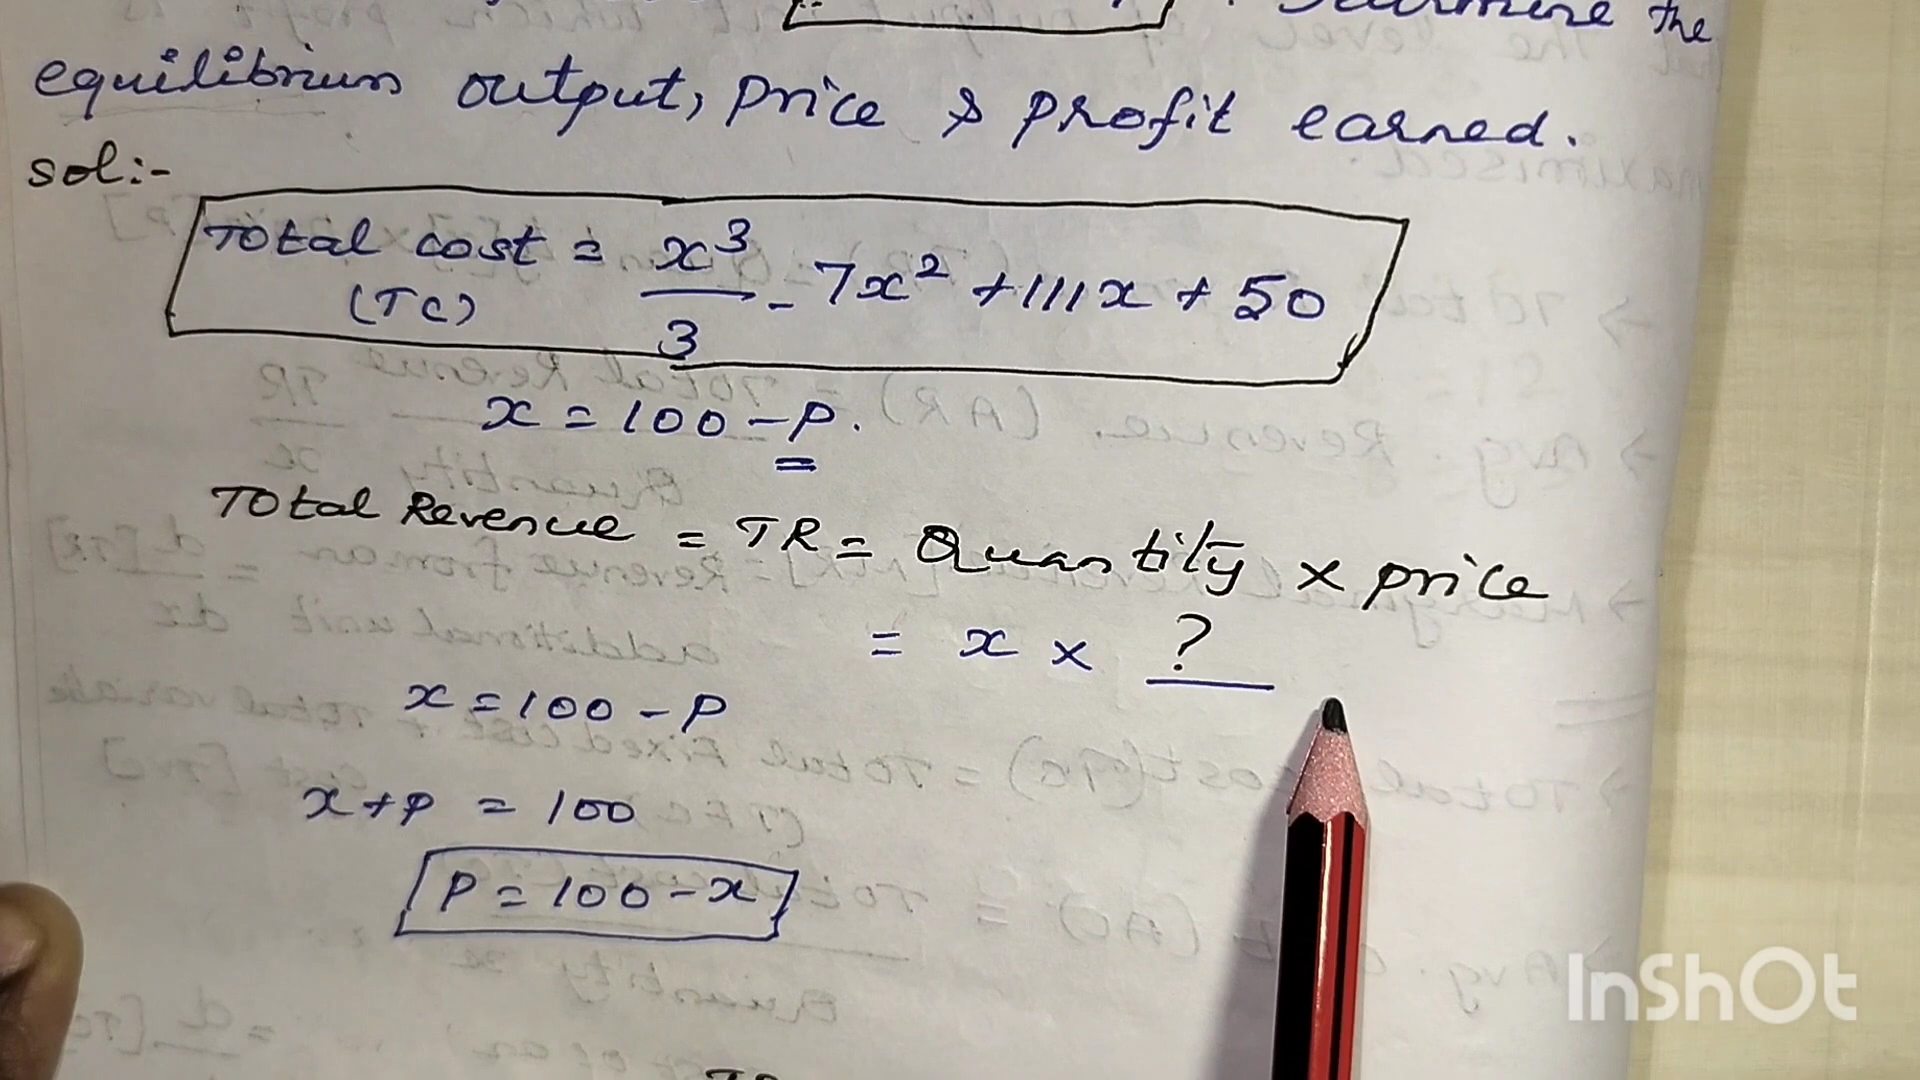 Determine the
equilibrium output, price & profit earned.
Sol:-
Total cost = x³/3 - 7x² + 111x + 50
(TC)
x = 100 - P.
Total Revenue = TR = Quantity × price
= x × ?
x = 100 - P
x + P = 100
P = 100 - x
InShOt